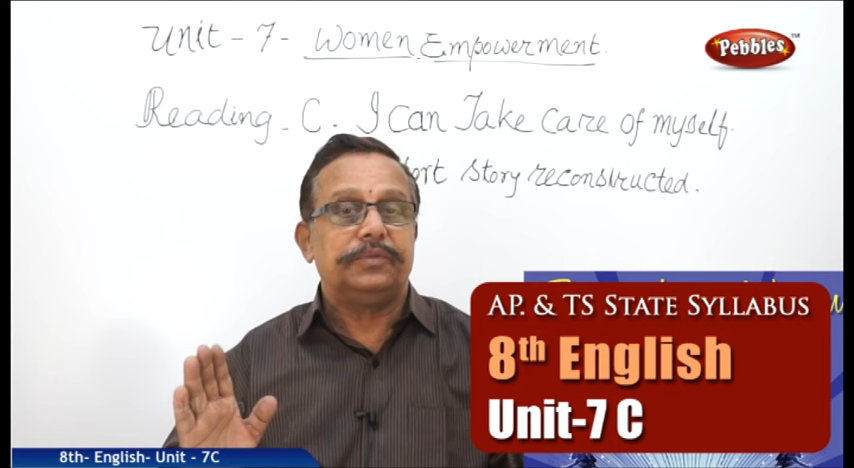 Unit - 7 - Women Empowerment.
Pebbles
TM
Reading - C - I can Take care of myself.
Story reconstructed.
AP. & TS STATE SYLLABUS
8th English
Unit-7 C
8th- English- Unit - 7C